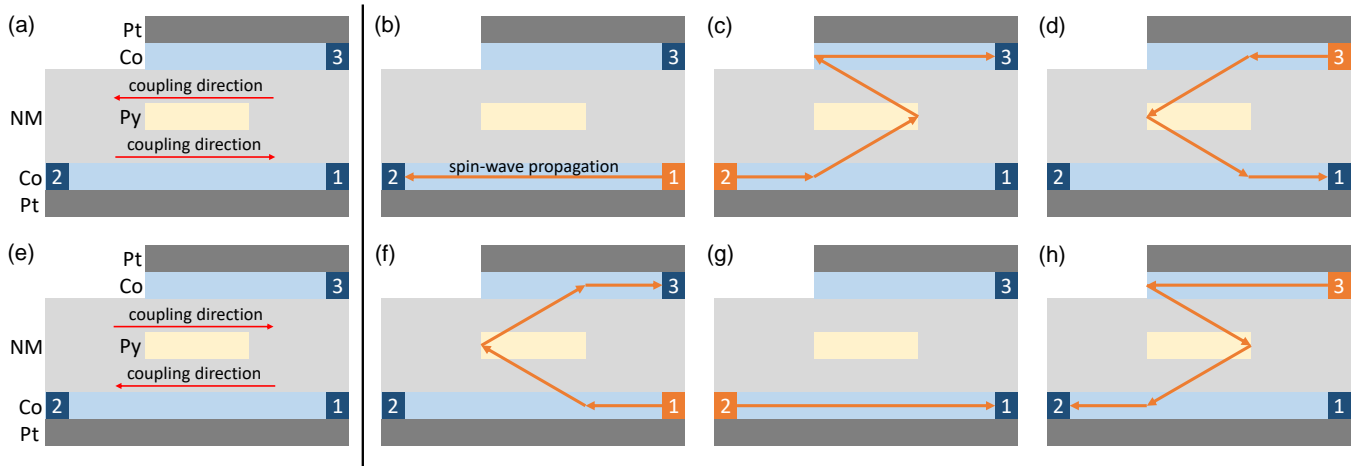 (a)
Pt
Co
3
coupling direction
NM
Py
coupling direction
Co
2
1
Pt
(b)
3
spin-wave propagation
2
1
(c)
3
2
1
(d)
3
2
1
(e)
Pt
Co
3
coupling direction
NM
Py
coupling direction
Co
2
1
Pt
(f)
3
2
1
(g)
3
2
1
(h)
3
2
1